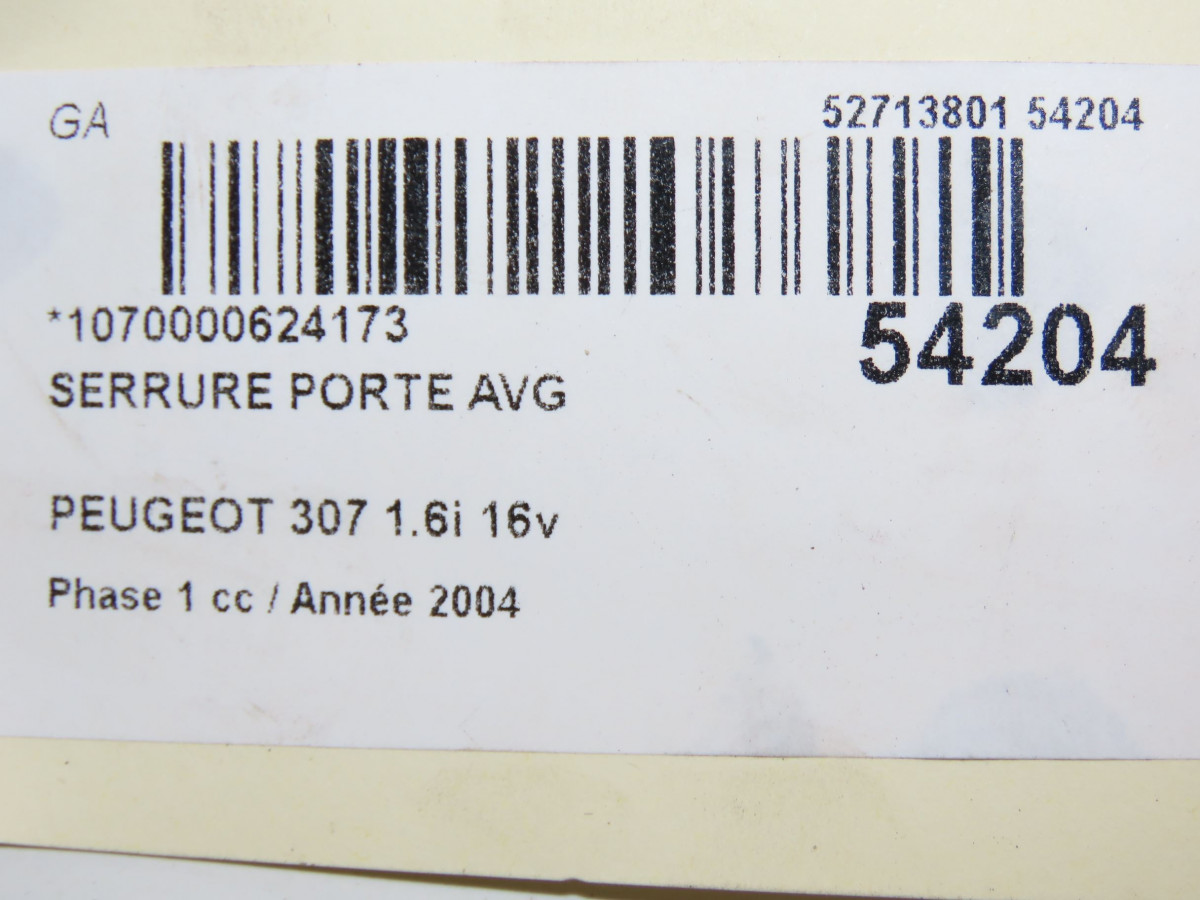 GA
52713801 54204
*1070000624173
54204
SERRURE PORTE AVG
PEUGEOT 307 1.6i 16v
Phase 1 cc / Année 2004